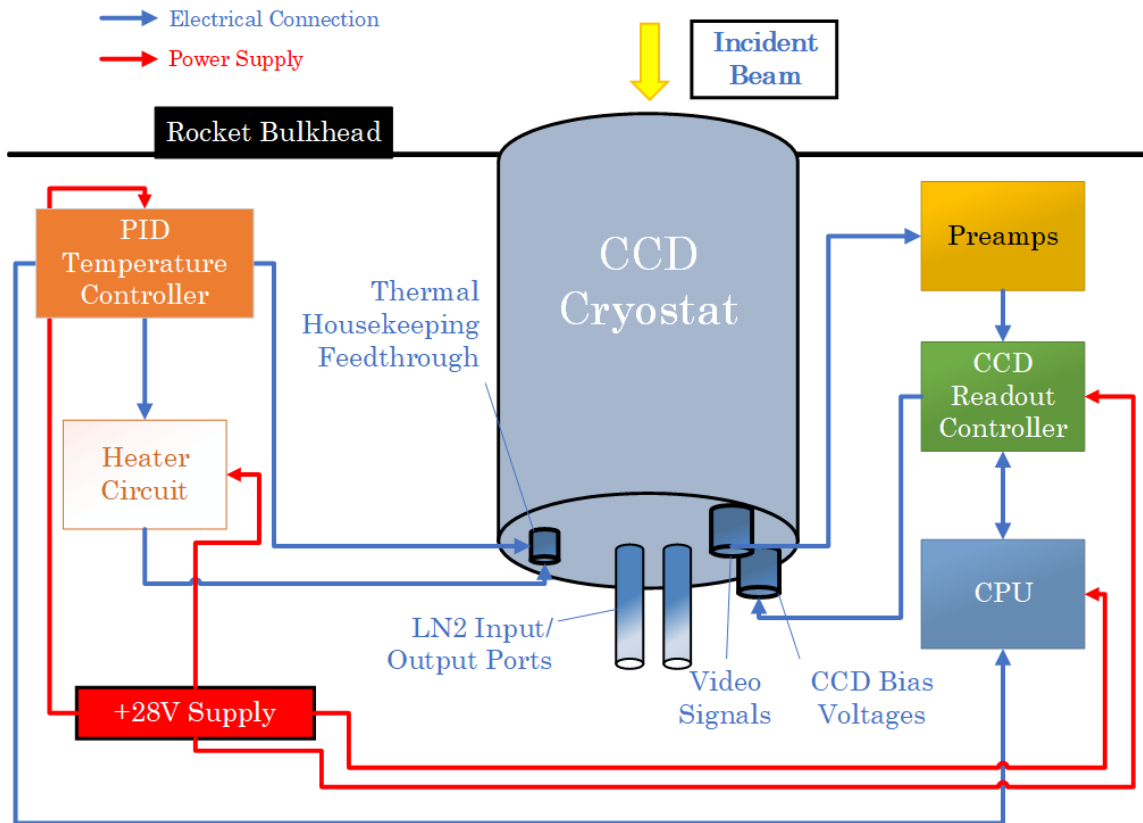 Electrical Connection
Power Supply
Incident
Beam
Rocket Bulkhead
PID
Temperature
Controller
CCD
Cryostat
Preamps
Thermal
Housekeeping
Feedthrough
CCD
Readout
Controller
Heater
Circuit
CPU
LN2 Input/
Output Ports
Video
Signals
CCD Bias
Voltages
+28V Supply